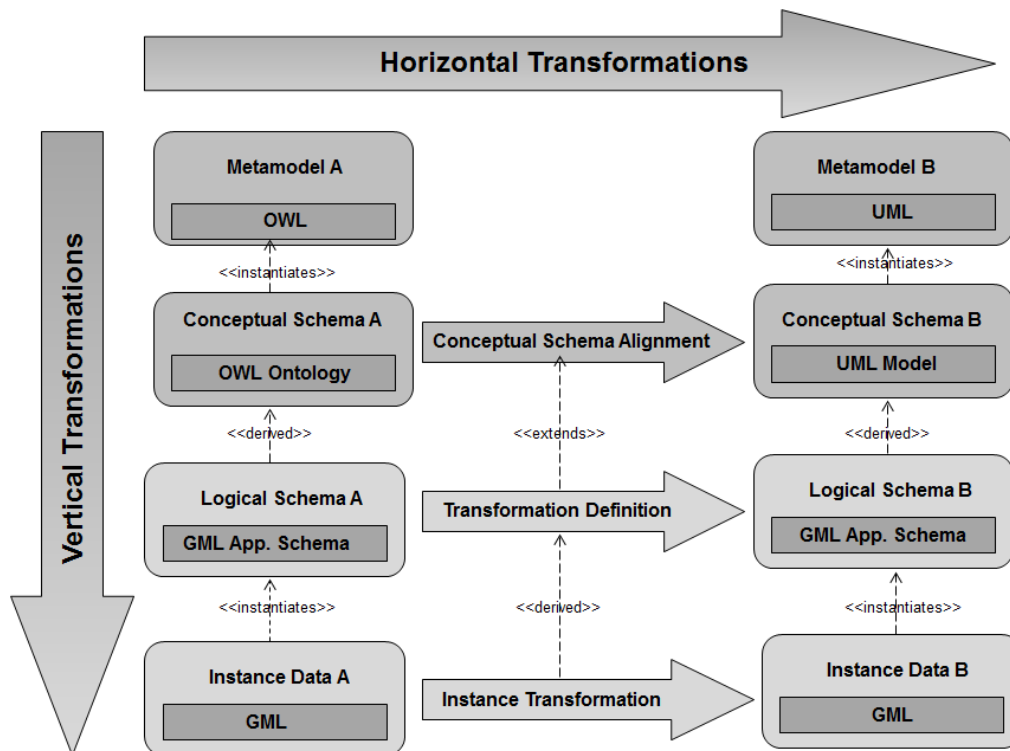 Horizontal Transformations
Vertical Transformations
Metamodel A
OWL
Metamodel B
UML
<<instantiates>>
<<instantiates>>
Conceptual Schema A
OWL Ontology
Conceptual Schema Alignment
Conceptual Schema B
UML Model
<<derived>>
<<extends>>
<<derived>>
Logical Schema A
GML App. Schema
Transformation Definition
Logical Schema B
GML App. Schema
<<instantiates>>
<<derived>>
<<instantiates>>
Instance Data A
GML
Instance Transformation
Instance Data B
GML